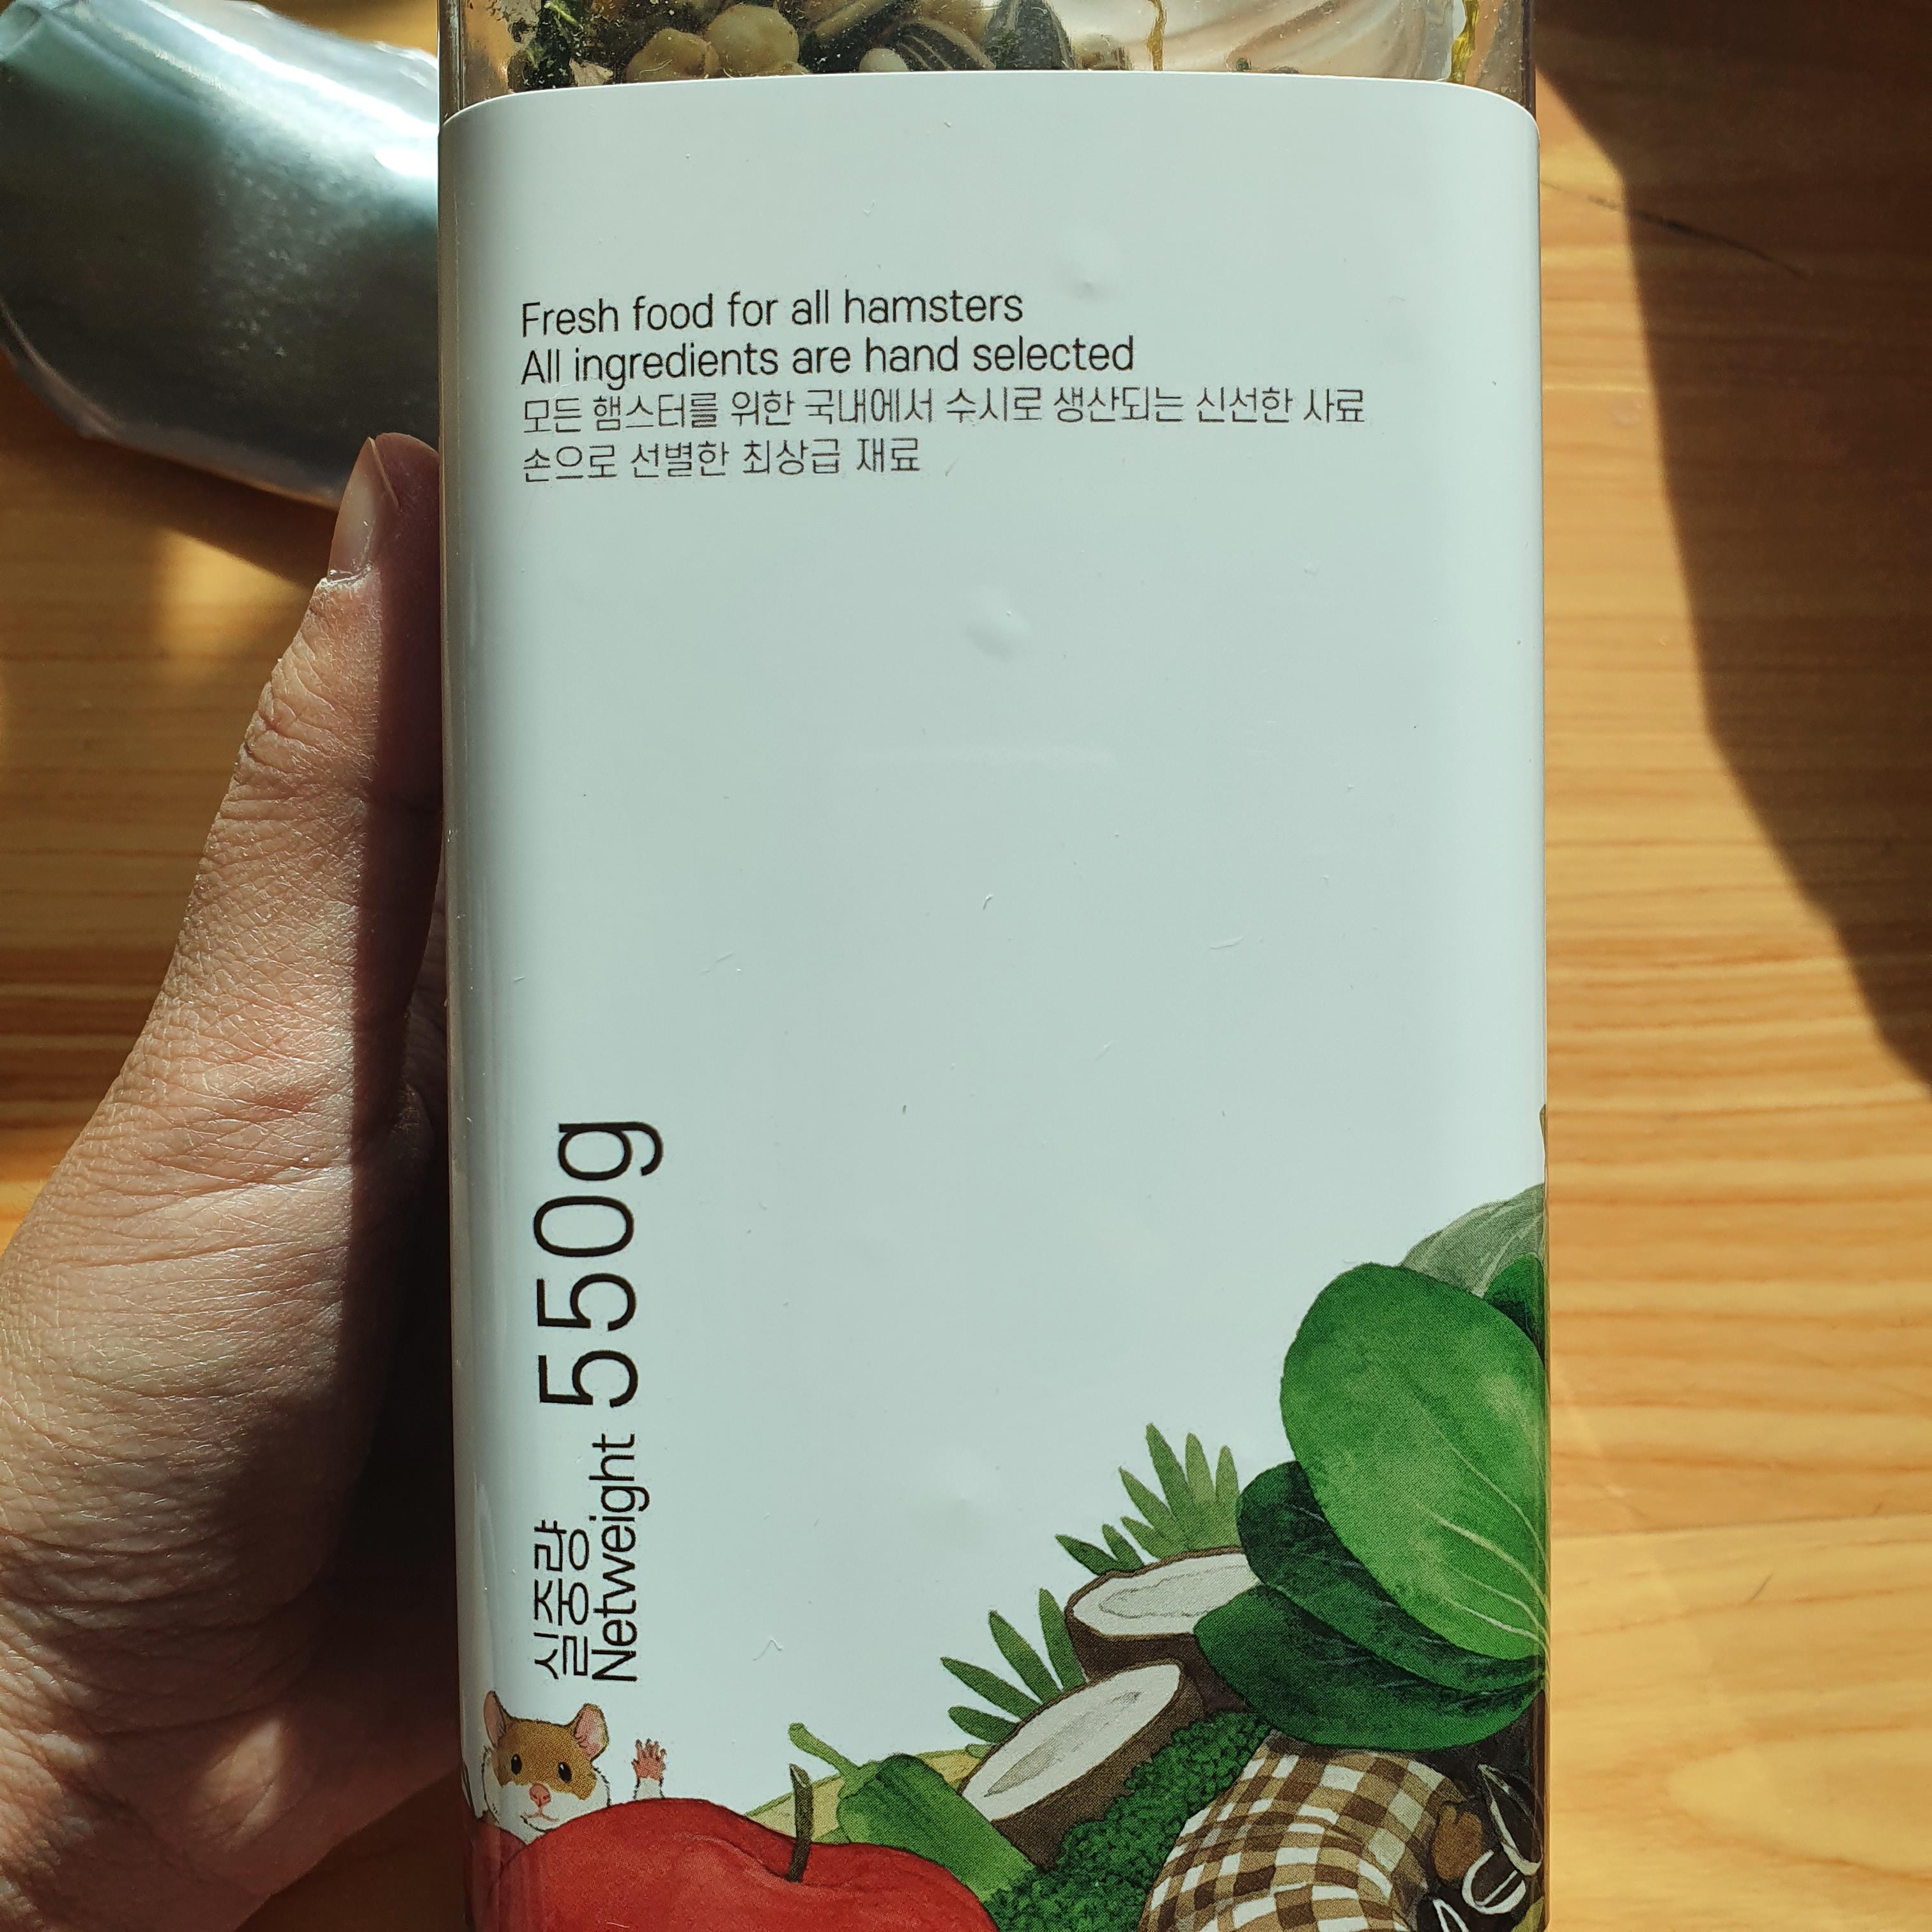 Fresh food for all hamsters
All ingredients are hand selected
모든 햄스터를 위한 국내에서 수시로 생산되는 신선한 사료
손으로 선별한 최상급 재료
실중량
Netweight 550g